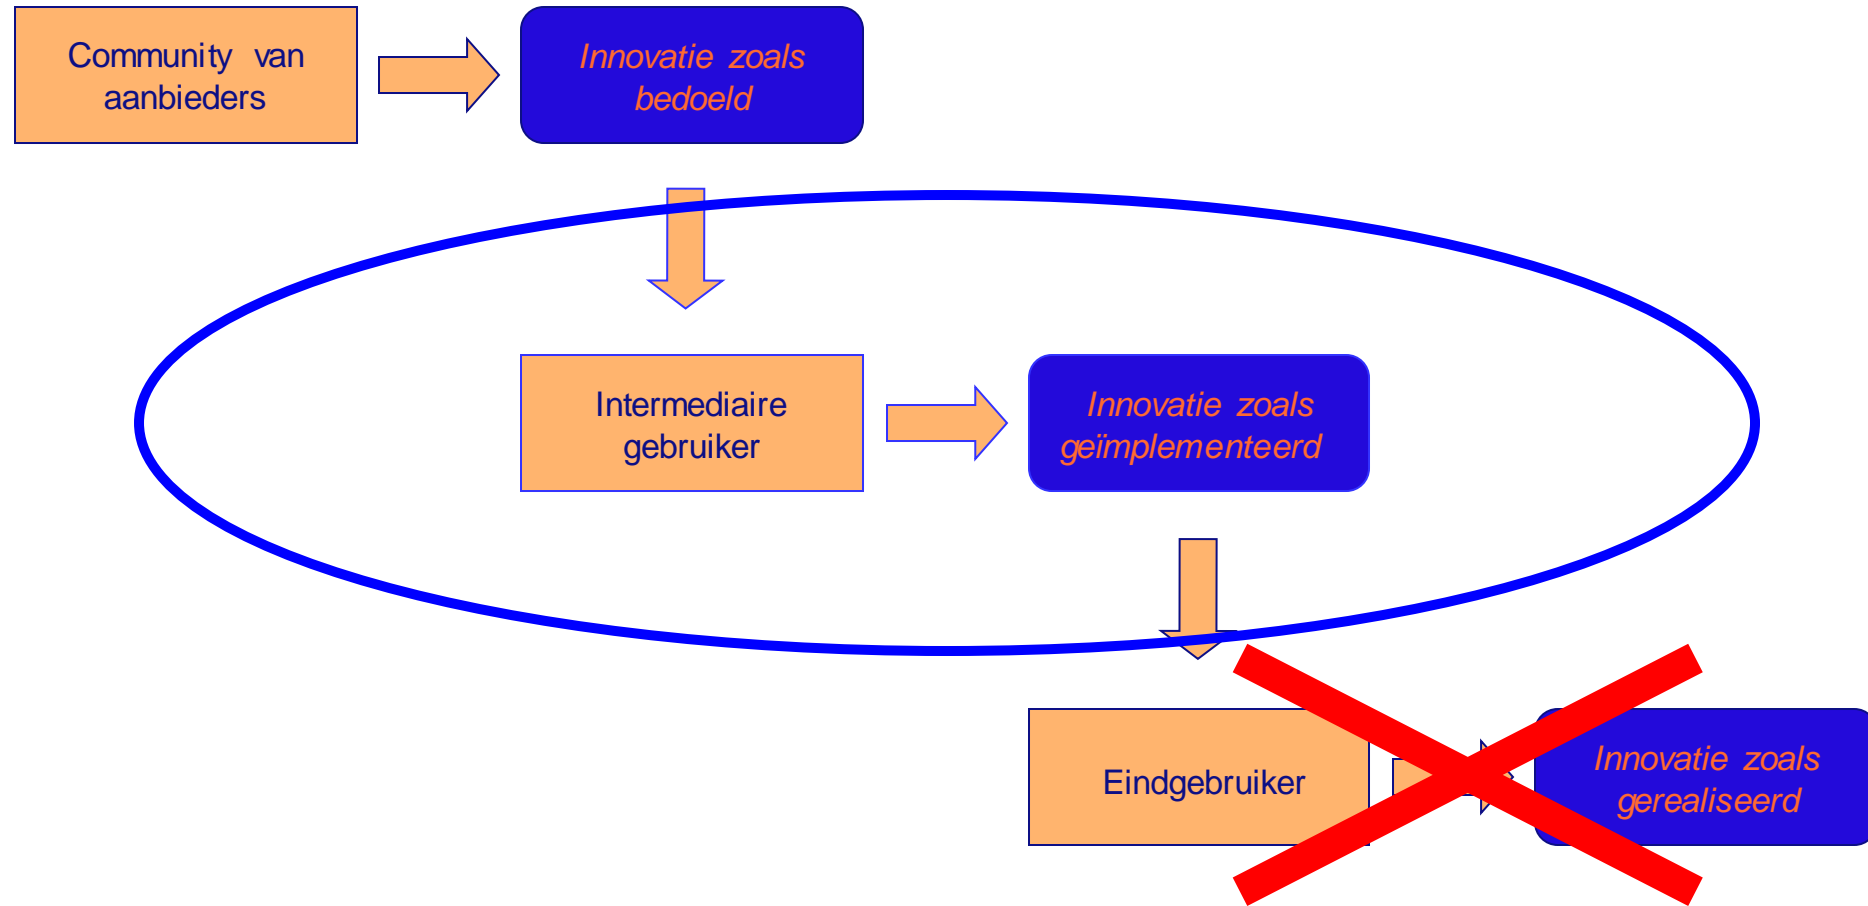 Community van
aanbieders
Innovatie zoals
bedoeld
Intermediaire
gebruiker
Innovatie zoals
geïmplementeerd
Eindgebruiker
Innovatie zoals
gerealiseerd